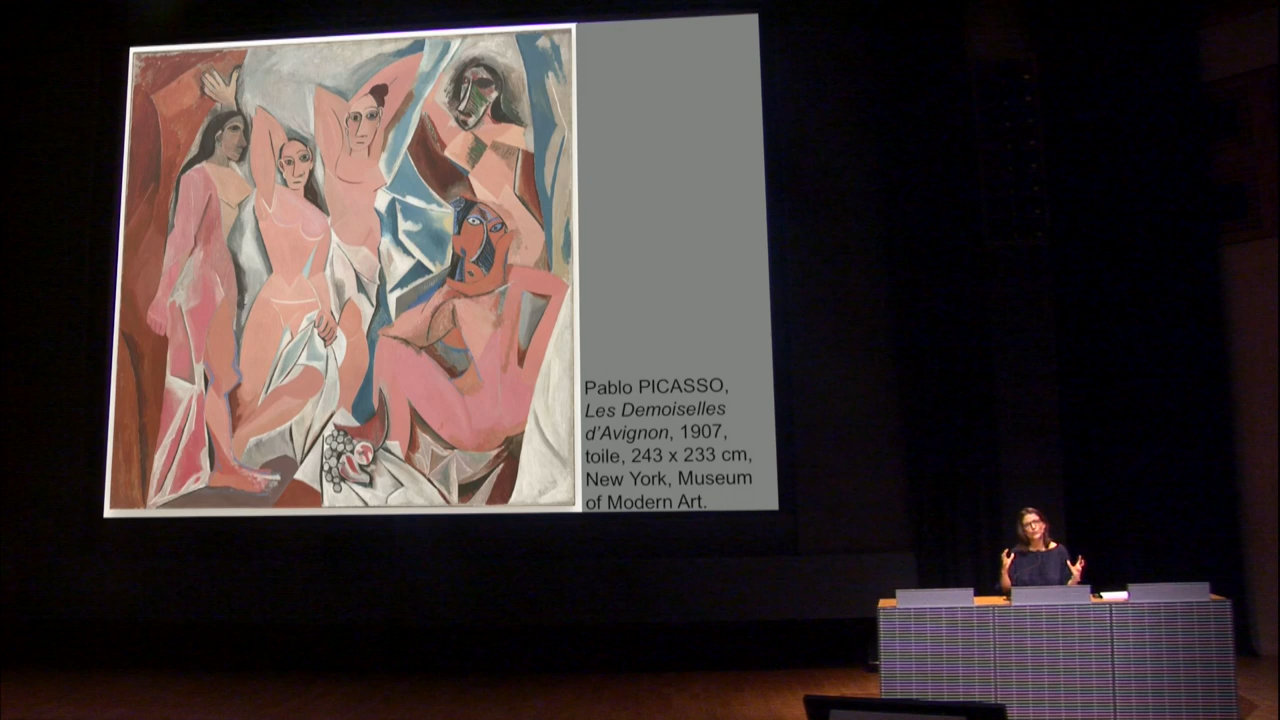 Pablo PICASSO,
Les Demoiselles
d'Avignon, 1907,
toile, 243 x 233 cm,
New York, Museum
of Modern Art.